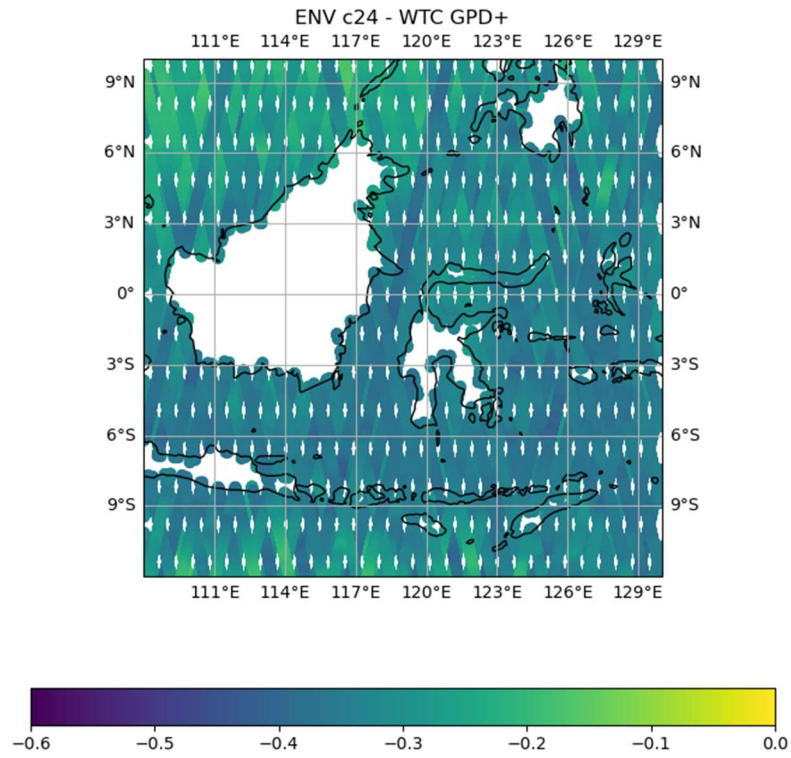 ENV c24 - WTC GPD+
111°E 114°E 117°E 120°E 123°E 126°E 129°E
9°N 9°N
6°N 6°N
3°N 3°N
0° 0°
3°S 3°S
6°S 6°S
9°S 9°S
111°E 114°E 117°E 120°E 123°E 126°E 129°E
−0.6 −0.5 −0.4 −0.3 −0.2 −0.1 0.0